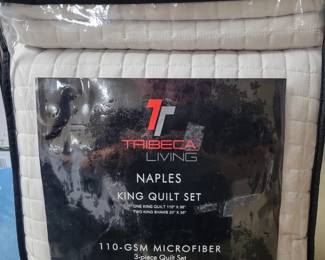 TRIBECA
LIVING
NAPLES
KING QUILT SET
ONE KING QUILT 110" X 96"
TWO KING SHAMS 20" X 36"
110-GSM MICROFIBER
3-piece Quilt Set